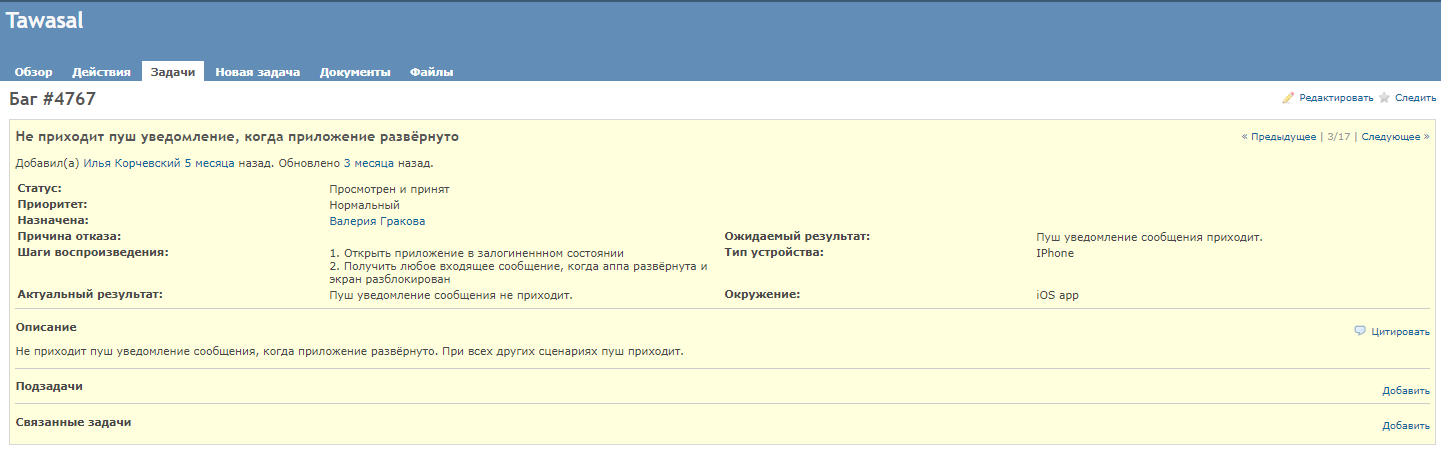 Tawasal
Обзор Действия Задачи Новая задача Документы Файлы
Баг #4767
Редактировать Следить
Не приходит пуш уведомление, когда приложение развёрнуто
« Предыдущее | 3/17 | Следующее »
Добавил(а) Илья Корчевский 5 месяца назад. Обновлено 3 месяца назад.
Статус: Просмотрен и принят
Приоритет: Нормальный
Назначена: Валерия Гракова
Причина отказа: Ожидаемый результат: Пуш уведомление сообщения приходит.
Шаги воспроизведения: 1. Открыть приложение в залогиненнном состоянии Тип устройства: IPhone
2. Получить любое входящее сообщение, когда аппа развёрнута и
экран разблокирован
Актуальный результат: Пуш уведомление сообщения не приходит. Окружение: iOS app
Описание
Цитировать
Не приходит пуш уведомление сообщения, когда приложение развёрнуто. При всех других сценариях пуш приходит.
Подзадачи
Добавить
Связанные задачи
Добавить